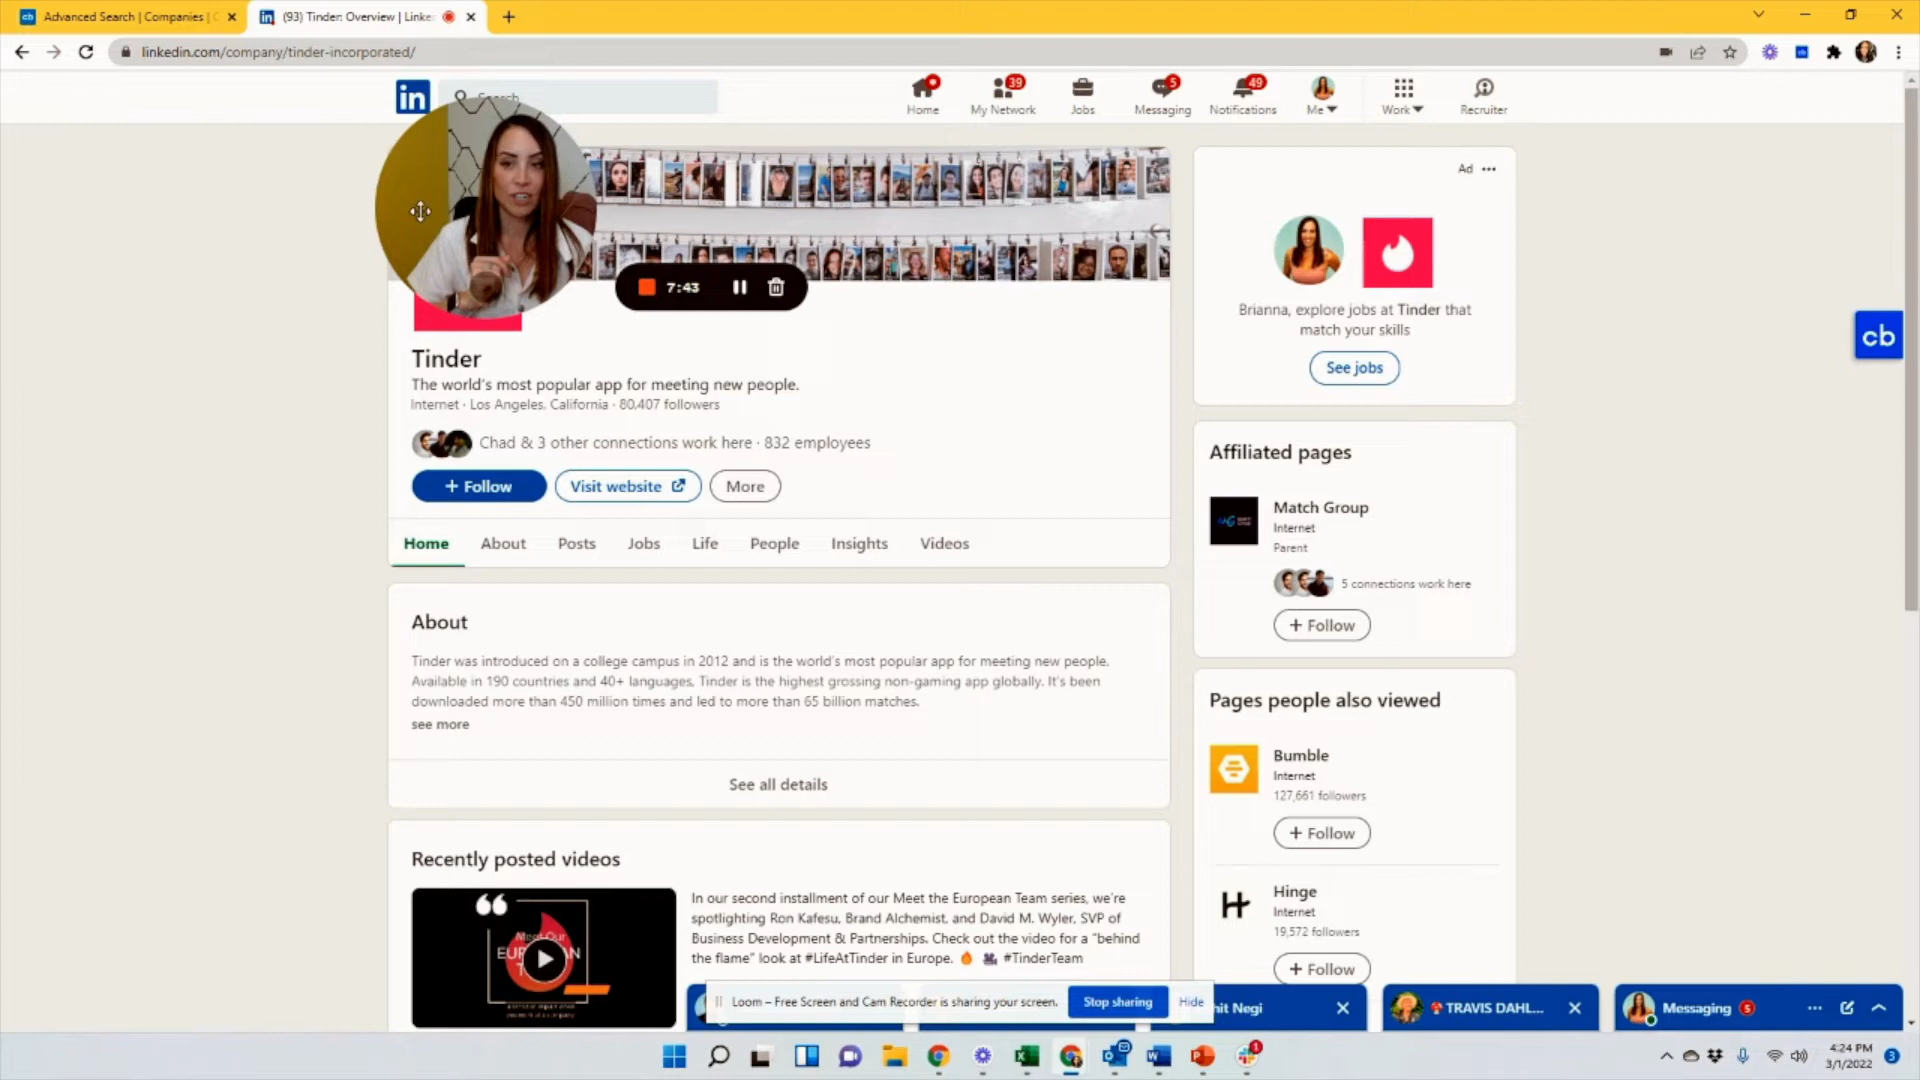 cb Advanced Search | Companies |
in (93) Tinder: Overview | Linke
linkedin.com/company/tinder-incorporated/
in Search
39 5 49
Home My Network Jobs Messaging Notifications Me Work Recruiter
7:43
Ad
Brianna, explore jobs at Tinder that
match your skills
See jobs
cb
Tinder
The world's most popular app for meeting new people.
Internet · Los Angeles, California · 80,407 followers
Chad & 3 other connections work here · 832 employees
+ Follow Visit website More
Home About Posts Jobs Life People Insights Videos
Affiliated pages
Match Group
Internet
Parent
5 connections work here
+ Follow
About
Tinder was introduced on a college campus in 2012 and is the world's most popular app for meeting new people.
Available in 190 countries and 40+ languages, Tinder is the highest grossing non-gaming app globally. It's been
downloaded more than 450 million times and led to more than 65 billion matches.
see more
See all details
Pages people also viewed
Bumble
Internet
127,661 followers
+ Follow
Hinge
Internet
19,572 followers
+ Follow
Recently posted videos
Meet Our
In our second installment of our Meet the European Team series, we're
spotlighting Ron Kafesu, Brand Alchemist, and David M. Wyler, SVP of
Business Development & Partnerships. Check out the video for a "behind
the flame" look at #LifeAtTinder in Europe. 🔥 🎥 #TinderTeam
Loom – Free Screen and Cam Recorder is sharing your screen. Stop sharing Hide
hit Negi
TRAVIS DAHL...
Messaging 5
1
4:24 PM
3/1/2022
3